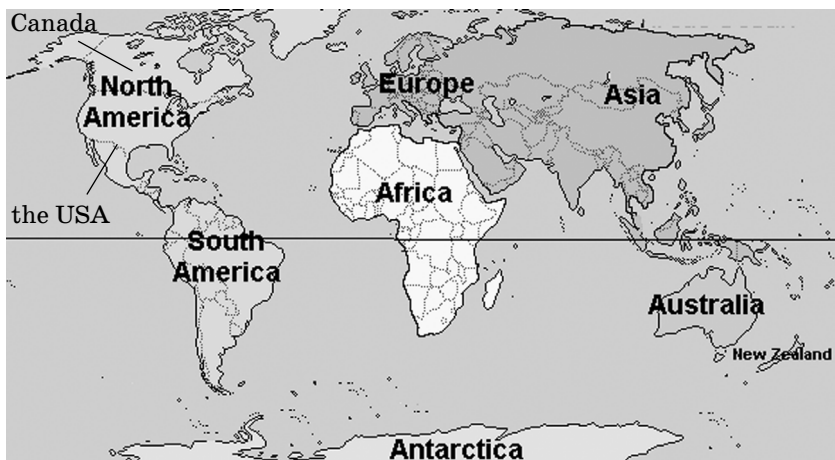 Canada
North
America
Europe
Asia
Africa
the USA
South
America
Australia
New Zealand
Antarctica